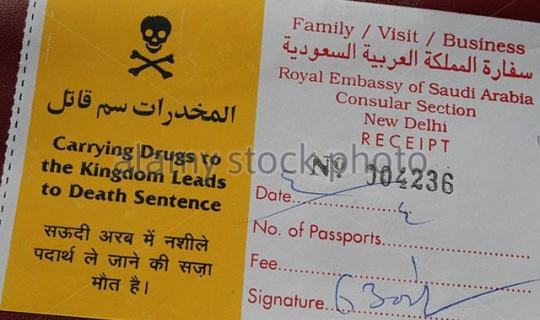 المخدرات سم قاتل
Carrying Drugs to
the Kingdom Leads
to Death Sentence
सऊदी अरब में नशीले
पदार्थ ले जाने की सज़ा
मौत है।
Family / Visit / Business
سفارة المملكة العربية السعودية
Royal Embassy of Saudi Arabia
Consular Section
New Delhi
RECEIPT
Nº 004236
Date
No. of Passports
Fee
Signature
alamy stock photo